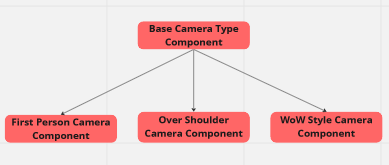 Base Camera Type
Component
First Person Camera
Component
Over Shoulder
Camera Component
WoW Style Camera
Component